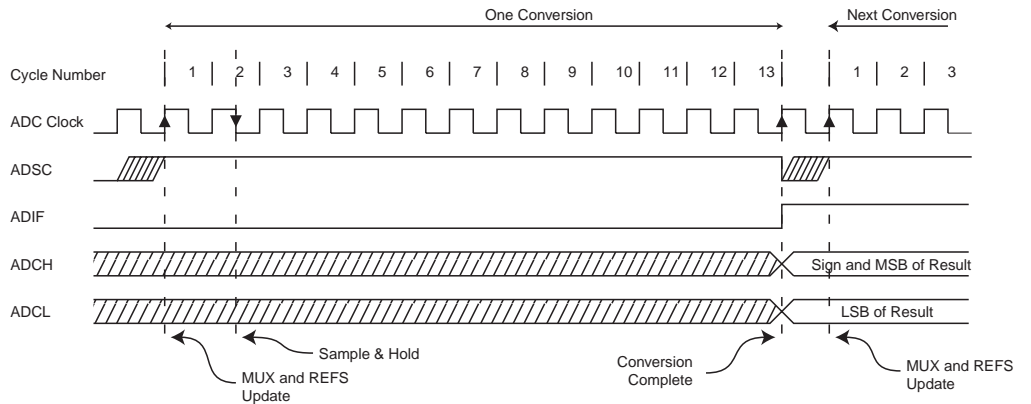 One Conversion Next Conversion
Cycle Number 1 2 3 4 5 6 7 8 9 10 11 12 13 1 2 3
ADC Clock
ADSC
ADIF
ADCH Sign and MSB of Result
ADCL LSB of Result
Sample & Hold
MUX and REFS
Update
Conversion
Complete
MUX and REFS
Update